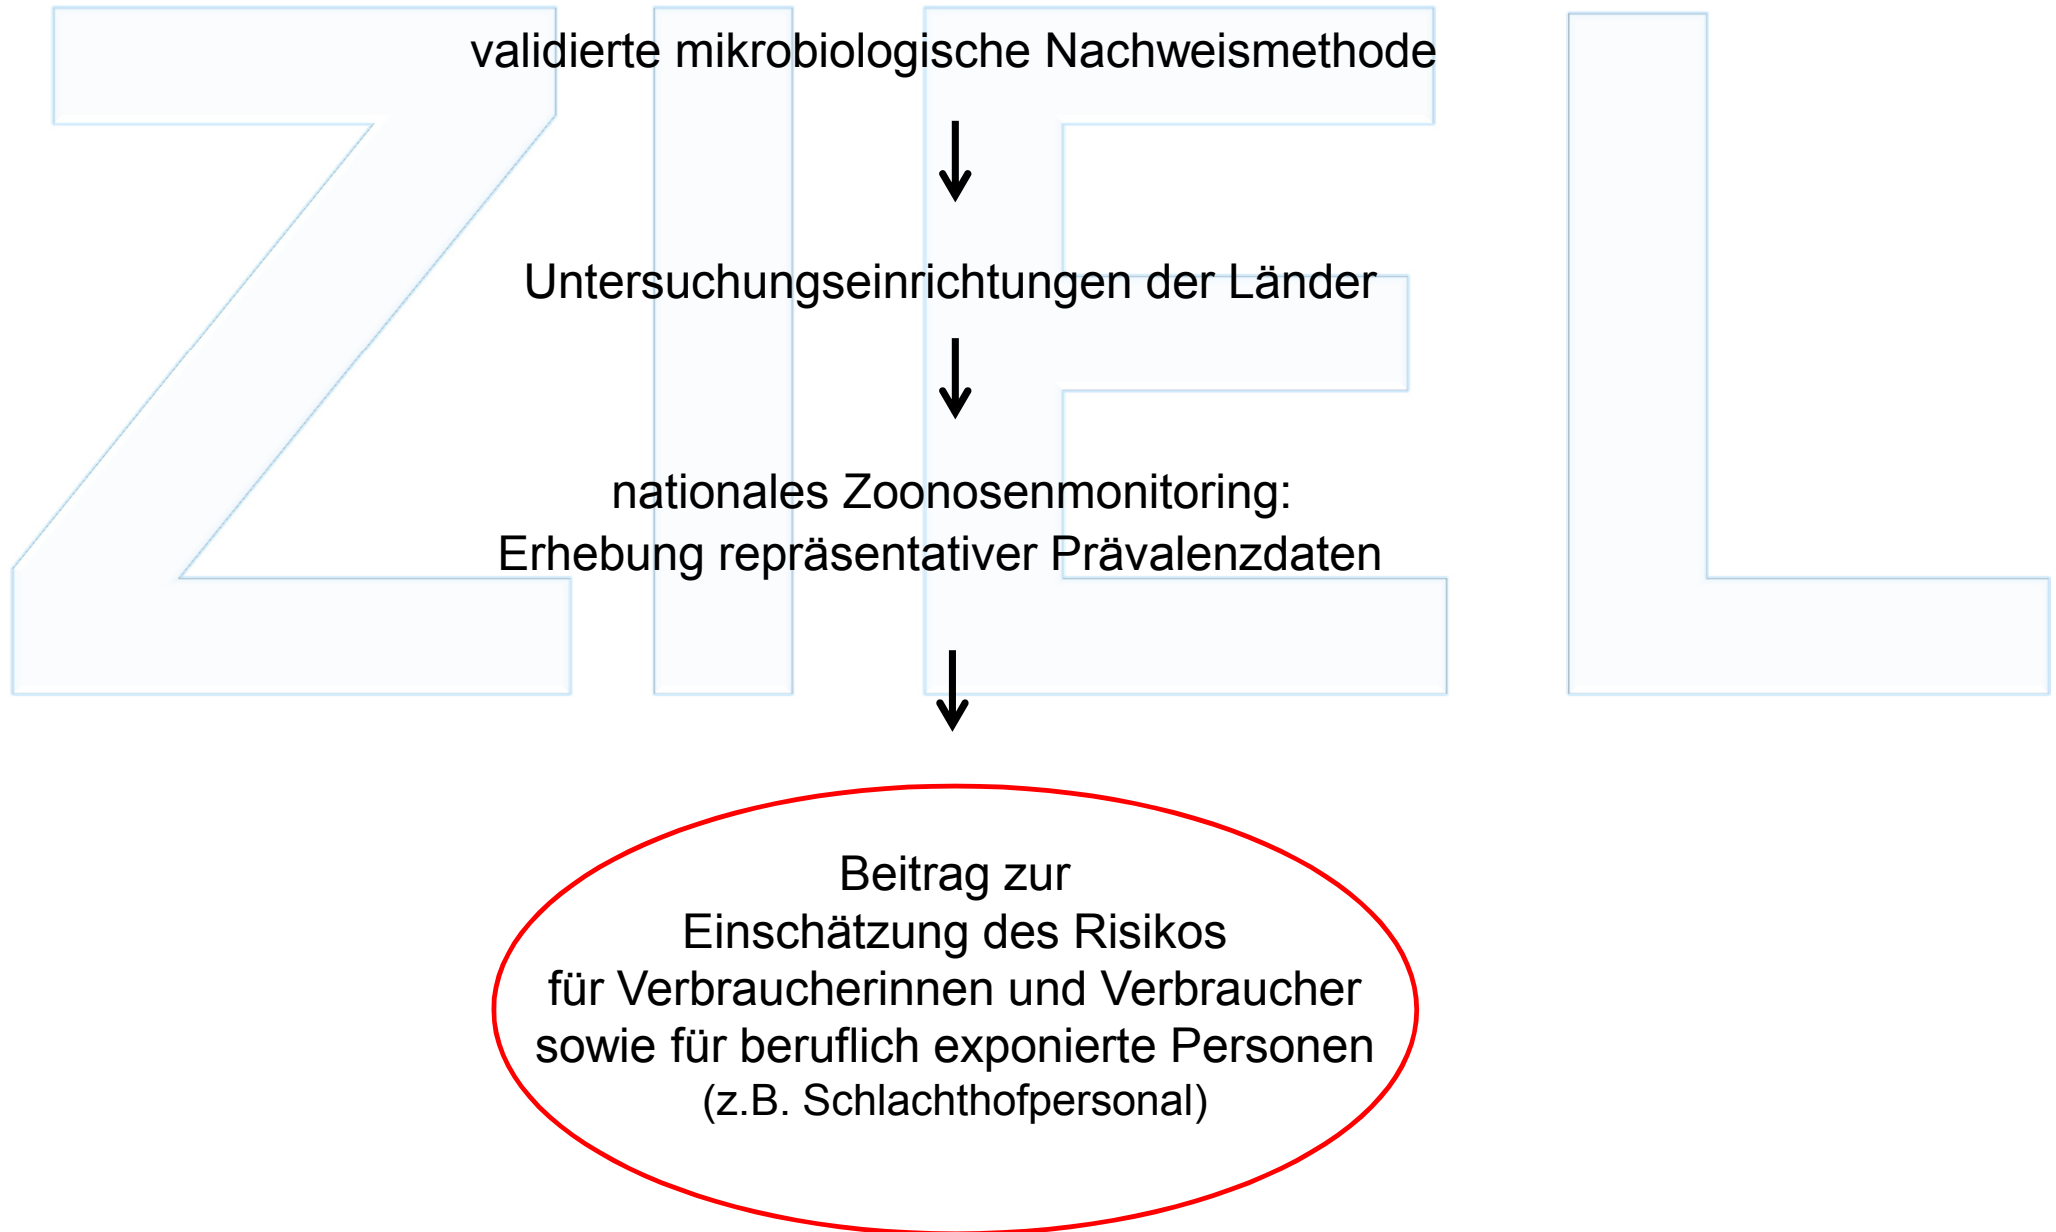 ZIEL
validierte mikrobiologische Nachweismethode
Untersuchungseinrichtungen der Länder
nationales Zoonosenmonitoring:
Erhebung repräsentativer Prävalenzdaten
Beitrag zur
Einschätzung des Risikos
für Verbraucherinnen und Verbraucher
sowie für beruflich exponierte Personen
(z.B. Schlachthofpersonal)